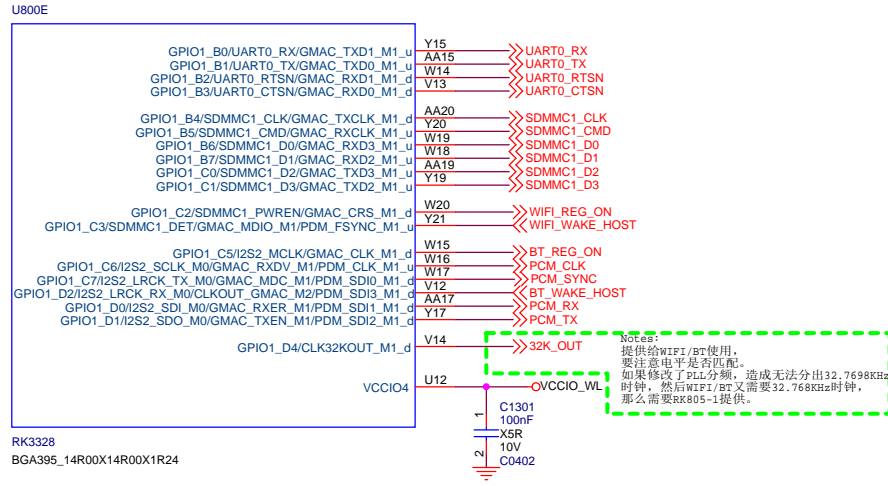 U800E
GPIO1_B0/UART0_RX/GMAC_TXD1_M1_u Y15 UART0_RX
GPIO1_B1/UART0_TX/GMAC_TXD0_M1_u AA15 UART0_TX
GPIO1_B2/UART0_RTSN/GMAC_RXD1_M1_u W14 UART0_RTSN
GPIO1_B3/UART0_CTSN/GMAC_RXD0_M1_d V13 UART0_CTSN
GPIO1_B4/SDMMC1_CLK/GMAC_TXCLK_M1_d AA20 SDMMC1_CLK
GPIO1_B5/SDMMC1_CMD/GMAC_RXCLK_M1_u Y20 SDMMC1_CMD
GPIO1_B6/SDMMC1_D0/GMAC_RXD3_M1_u W19 SDMMC1_D0
GPIO1_B7/SDMMC1_D1/GMAC_RXD2_M1_u W18 SDMMC1_D1
GPIO1_C0/SDMMC1_D2/GMAC_TXD3_M1_u AA19 SDMMC1_D2
GPIO1_C1/SDMMC1_D3/GMAC_TXD2_M1_u Y19 SDMMC1_D3
GPIO1_C2/SDMMC1_PWREN/GMAC_CRS_M1_d W20 WIFI_REG_ON
GPIO1_C3/SDMMC1_DET/GMAC_MDIO_M1/PDM_FSYNC_M1_u Y21 WIFI_WAKE_HOST
GPIO1_C5/I2S2_MCLK/GMAC_CLK_M1_d W15 BT_REG_ON
GPIO1_C6/I2S2_SCLK_M0/GMAC_RXDV_M1/PDM_CLK_M1_u W16 PCM_CLK
GPIO1_C7/I2S2_LRCK_TX_M0/GMAC_MDC_M1/PDM_SDI0_M1_d W17 PCM_SYNC
GPIO1_D2/I2S2_LRCK_RX_M0/CLKOUT_GMAC_M2/PDM_SDI3_M1_d V12 BT_WAKE_HOST
GPIO1_D0/I2S2_SDI_M0/GMAC_RXER_M1/PDM_SDI1_M1_d AA17 PCM_RX
GPIO1_D1/I2S2_SDO_M0/GMAC_TXEN_M1/PDM_SDI2_M1_d Y17 PCM_TX
GPIO1_D4/CLK32KOUT_M1_d V14 32K_OUT
VCCIO4 U12 VCCIO_WL
Notes:
提供给WIFI/BT使用，
要注意电平是否匹配。
如果修改了PLL分频，造成无法分出32.7698KHz
时钟，然后WIFI/BT又需要32.768KHz时钟，
那么需要RK805-1提供。
1
C1301
100nF
X5R
10V
2 C0402
RK3328
BGA395_14R00X14R00X1R24